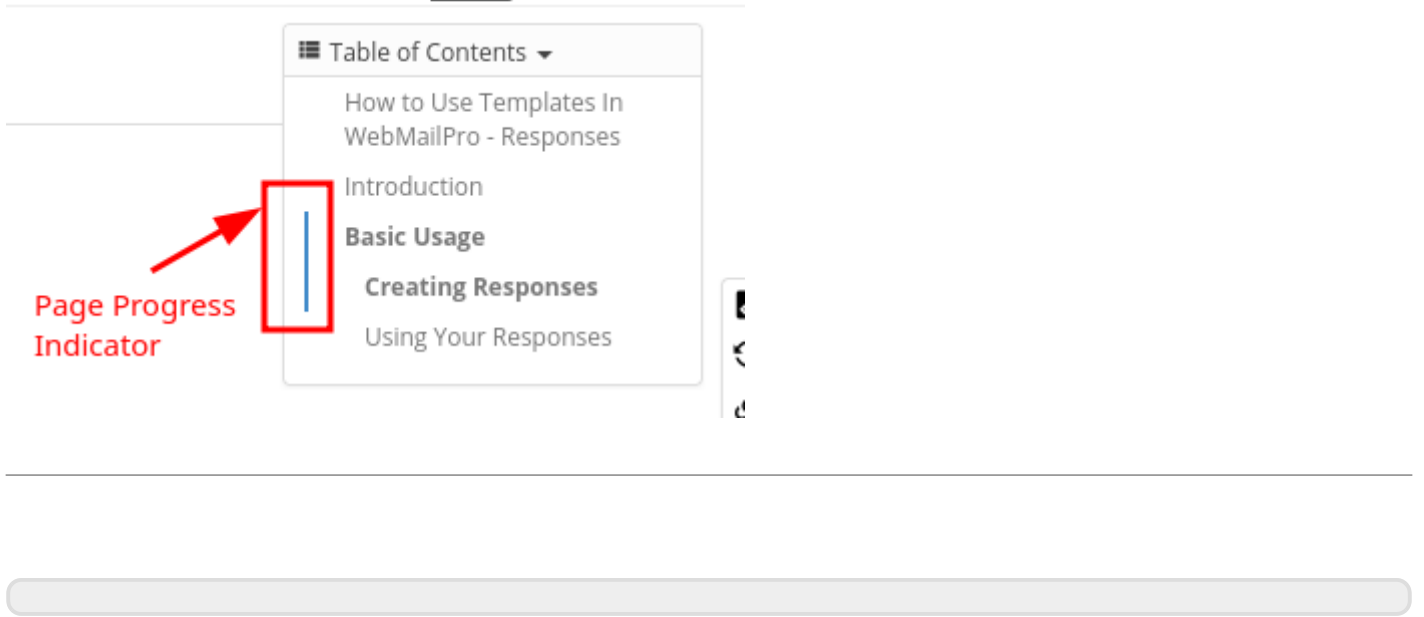 Table of Contents
How to Use Templates In
WebMailPro - Responses
Introduction
Basic Usage
Creating Responses
Using Your Responses
Page Progress
Indicator